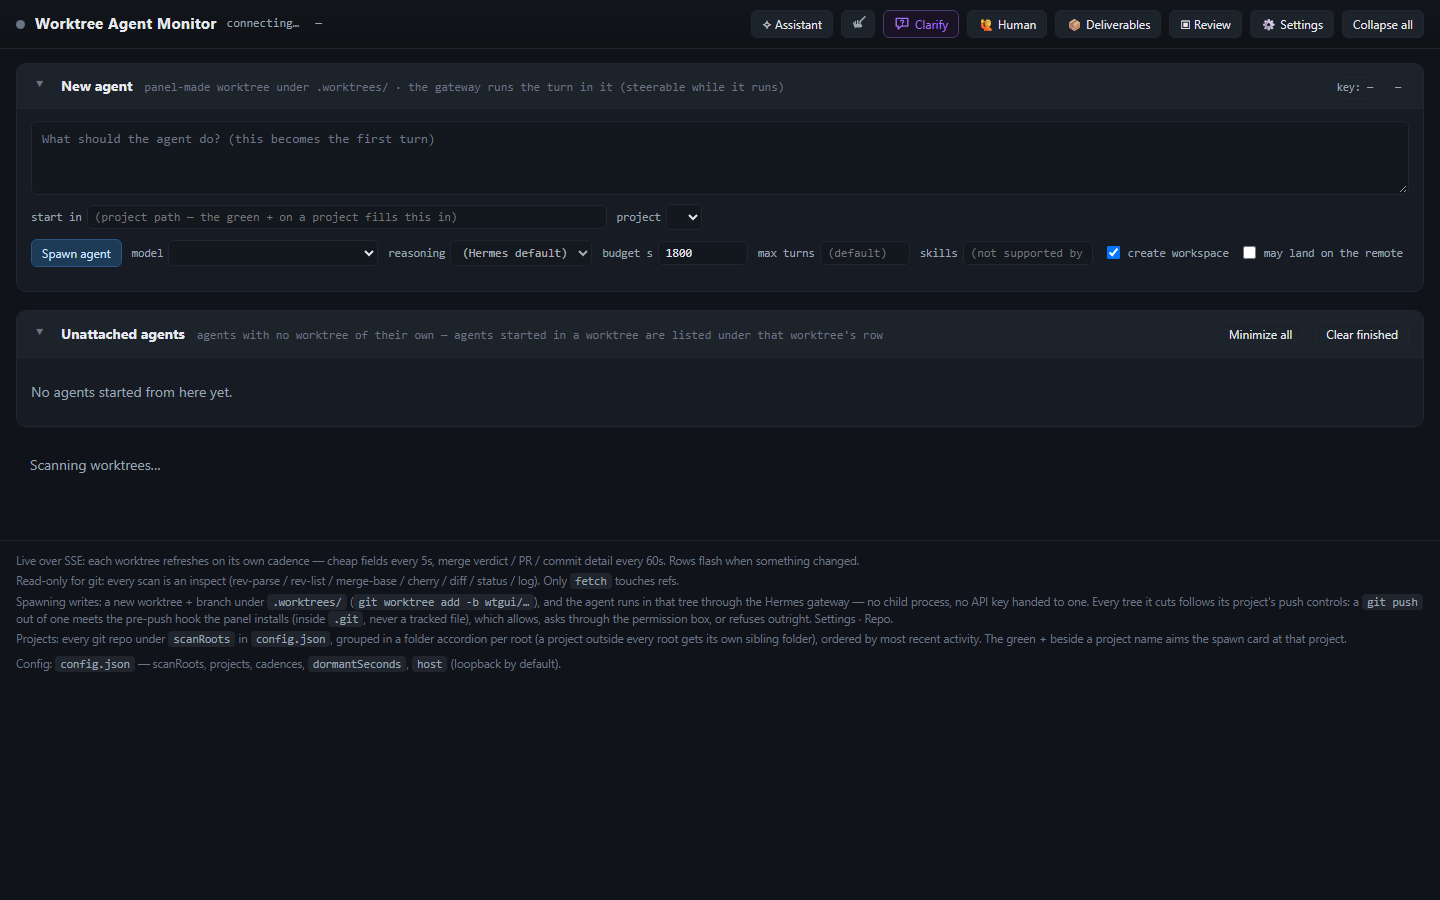 Worktree Agent Monitor connecting… —
✧ Assistant
Clarify
Human
Deliverables
Review
Settings
Collapse all
New agent panel-made worktree under .worktrees/ · the gateway runs the turn in it (steerable while it runs) key: — —
What should the agent do? (this becomes the first turn)
start in (project path — the green + on a project fills this in) project
Spawn agent model reasoning (Hermes default) budget s 1800 max turns (default) skills (not supported by create workspace may land on the remote
Unattached agents agents with no worktree of their own — agents started in a worktree are listed under that worktree's row Minimize all Clear finished
No agents started from here yet.
Scanning worktrees…
Live over SSE: each worktree refreshes on its own cadence — cheap fields every 5s, merge verdict / PR / commit detail every 60s. Rows flash when something changed.
Read-only for git: every scan is an inspect (rev-parse / rev-list / merge-base / cherry / diff / status / log). Only fetch touches refs.
Spawning writes: a new worktree + branch under .worktrees/ (git worktree add -b wtgui/…), and the agent runs in that tree through the Hermes gateway — no child process, no API key handed to one. Every tree it cuts follows its project's push controls: a git push
out of one meets the pre-push hook the panel installs (inside .git, never a tracked file), which allows, asks through the permission box, or refuses outright. Settings · Repo.
Projects: every git repo under scanRoots in config.json, grouped in a folder accordion per root (a project outside every root gets its own sibling folder), ordered by most recent activity. The green + beside a project name aims the spawn card at that project.
Config: config.json — scanRoots, projects, cadences, dormantSeconds, host (loopback by default).